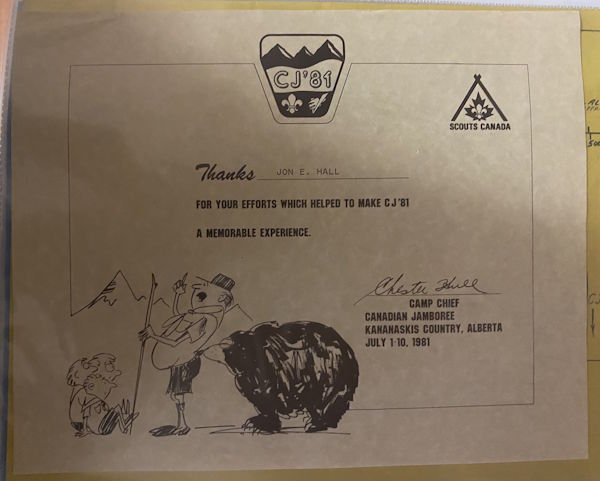 CJ'81
SCOUTS CANADA
Thanks JON E. HALL
FOR YOUR EFFORTS WHICH HELPED TO MAKE CJ'81
A MEMORABLE EXPERIENCE.
CAMP CHIEF
CANADIAN JAMBOREE
KANANASKIS COUNTRY, ALBERTA
JULY 1-10, 1981